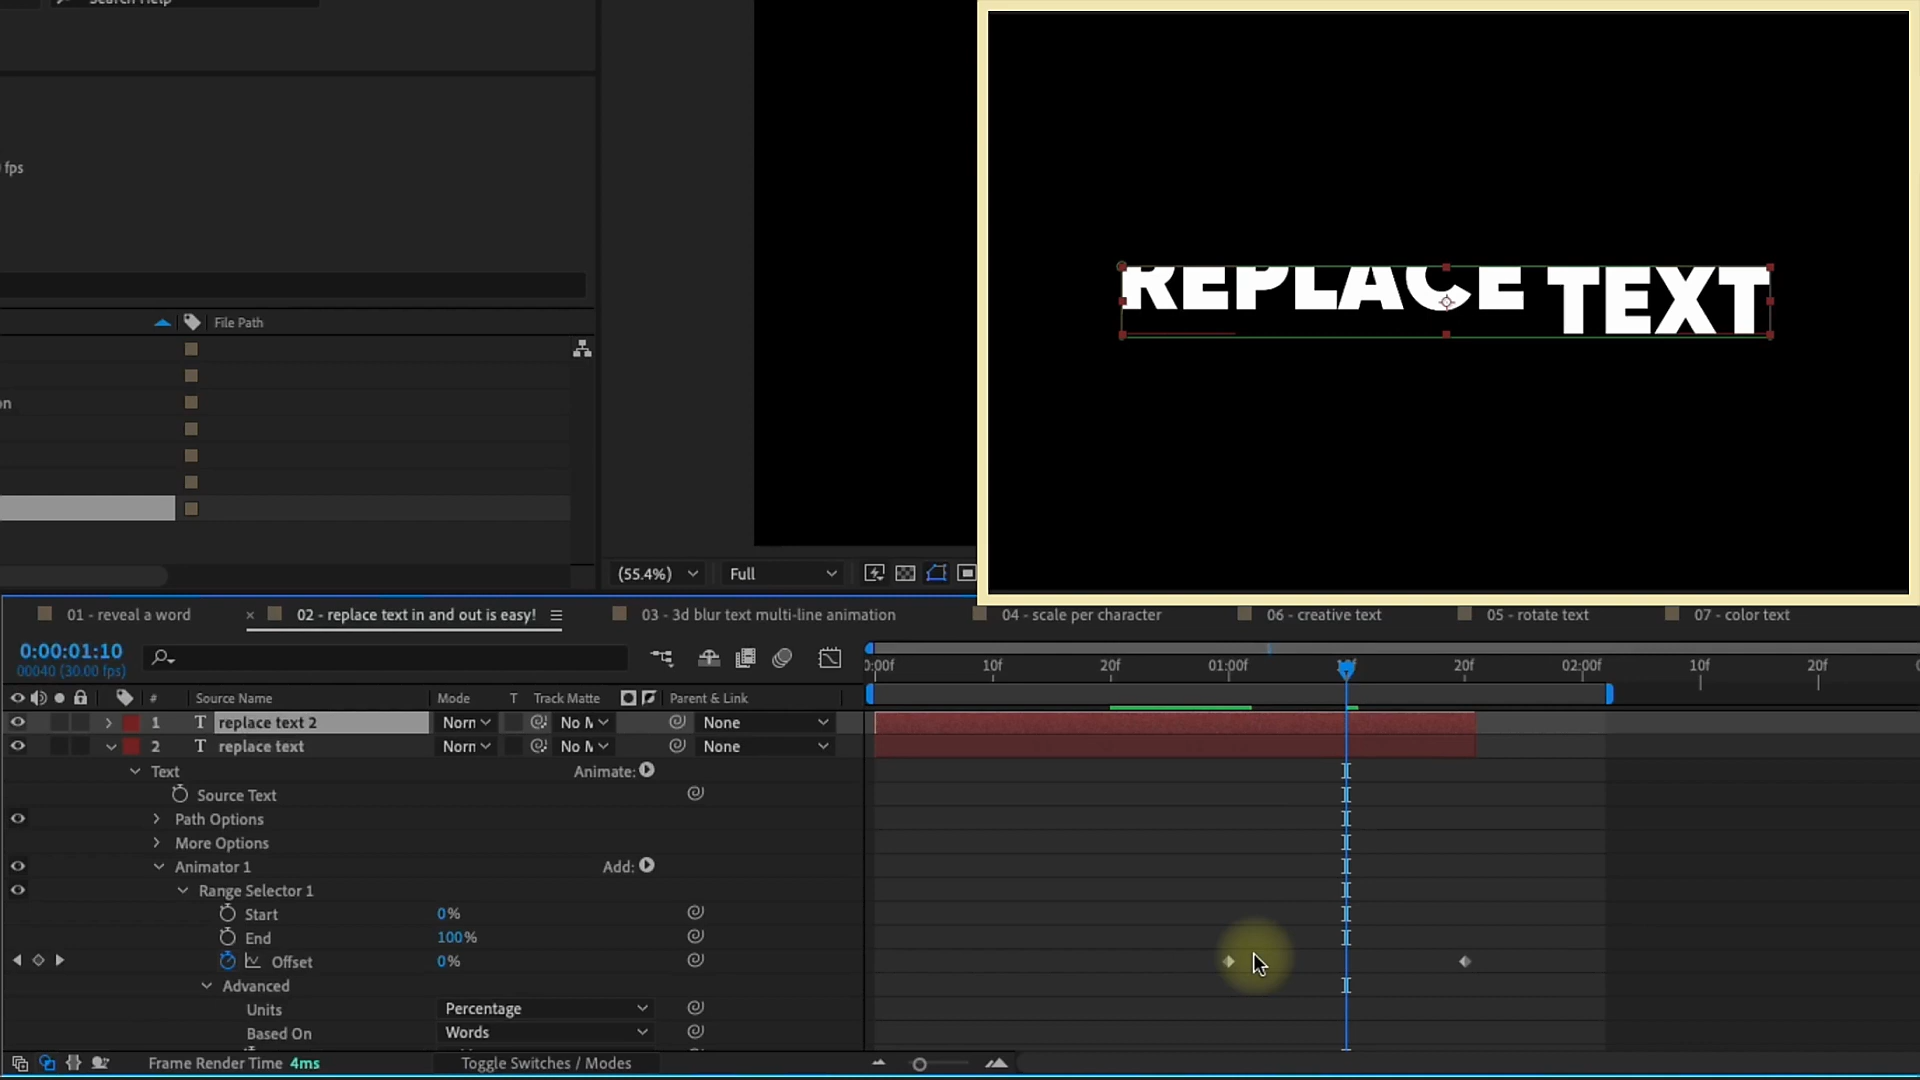 Search Help
fps
File Path
on
REPLACE TEXT
(55.4%)
Full
01 - reveal a word
× 02 - replace text in and out is easy!
03 - 3d blur text multi-line animation
04 - scale per character
06 - creative text
05 - rotate text
07 - color text
0:00:01:10
00040 (30.00 fps)
0:00f 10f 20f 01:00f 20f 02:00f 10f 20f
# Source Name Mode T Track Matte Parent & Link
1 T replace text 2 Norn No M None
2 T replace text Norn No M None
Text Animate:
Source Text
Path Options
More Options
Animator 1 Add:
Range Selector 1
Start 0%
End 100%
Offset 0%
Advanced
Units Percentage
Based On Words
Frame Render Time 4ms Toggle Switches / Modes